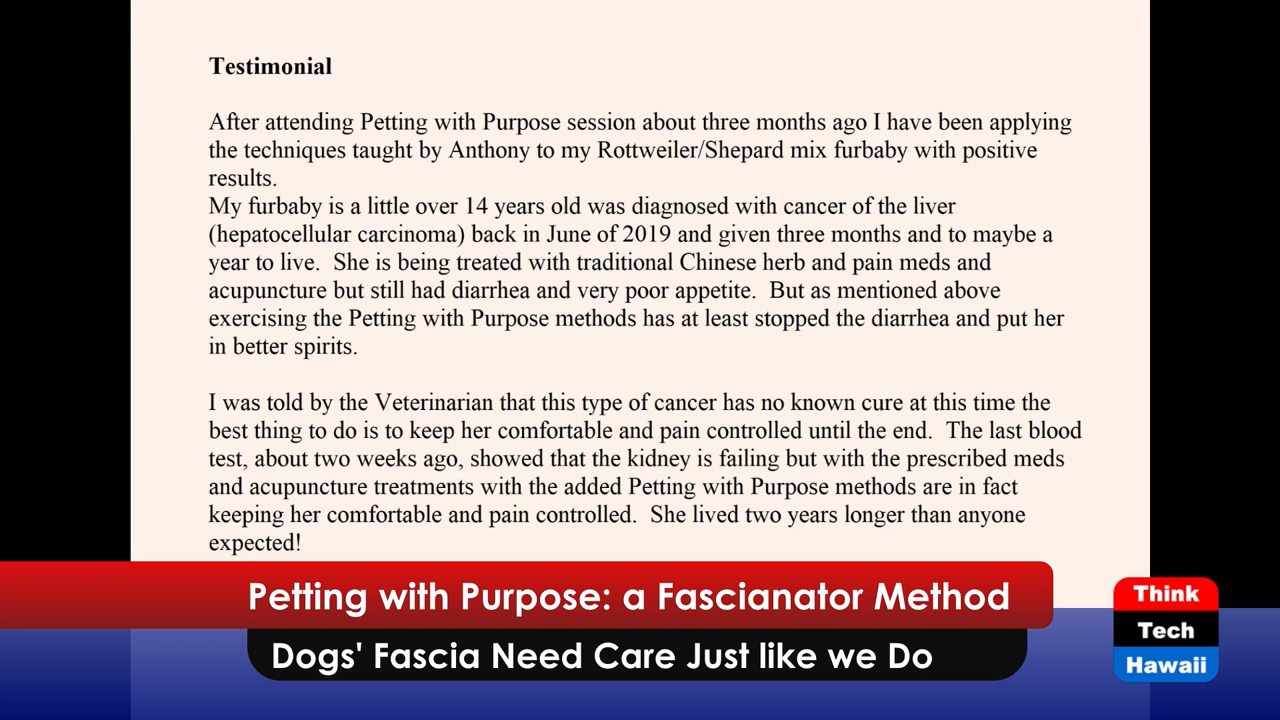 Testimonial
After attending Petting with Purpose session about three months ago I have been applying
the techniques taught by Anthony to my Rottweiler/Shepard mix furbaby with positive
results.
My furbaby is a little over 14 years old was diagnosed with cancer of the liver
(hepatocellular carcinoma) back in June of 2019 and given three months and to maybe a
year to live.  She is being treated with traditional Chinese herb and pain meds and
acupuncture but still had diarrhea and very poor appetite.  But as mentioned above
exercising the Petting with Purpose methods has at least stopped the diarrhea and put her
in better spirits.
I was told by the Veterinarian that this type of cancer has no known cure at this time the
best thing to do is to keep her comfortable and pain controlled until the end.  The last blood
test, about two weeks ago, showed that the kidney is failing but with the prescribed meds
and acupuncture treatments with the added Petting with Purpose methods are in fact
keeping her comfortable and pain controlled.  She lived two years longer than anyone
expected!
Petting with Purpose: a Fascianator Method
Dogs' Fascia Need Care Just like we Do
Think
Tech
Hawaii